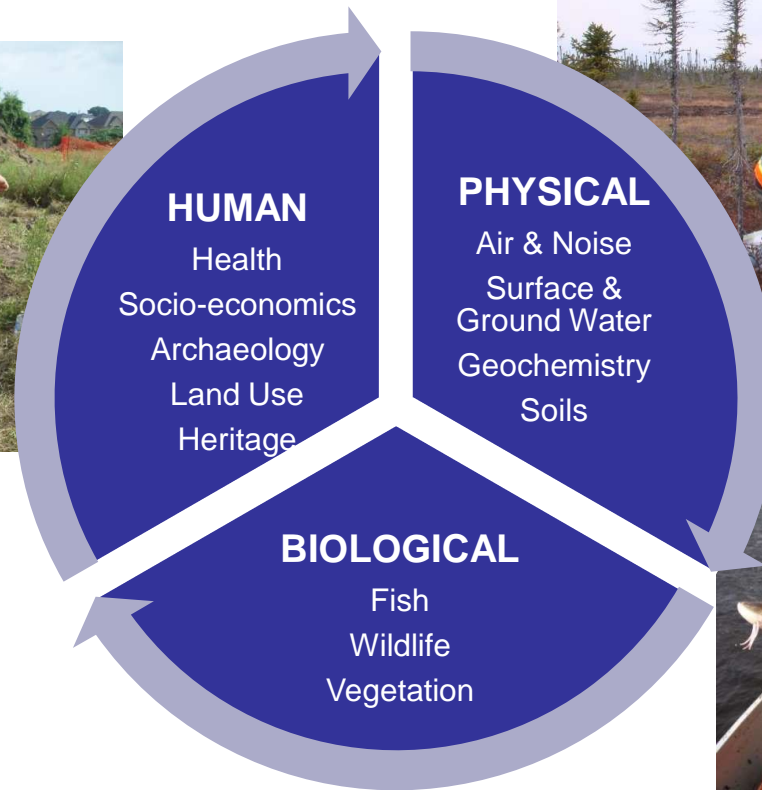 HUMAN
Health
Socio-economics
Archaeology
Land Use
Heritage
PHYSICAL
Air & Noise
Surface &
Ground Water
Geochemistry
Soils
BIOLOGICAL
Fish
Wildlife
Vegetation